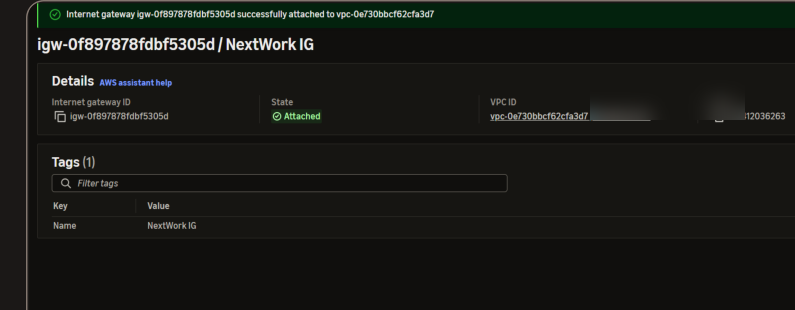 Internet gateway igw-0f897878fdbf5305d successfully attached to vpc-0e730bbcf62cfa3d7
igw-0f897878fdbf5305d / NextWork IG
Details AWS assistant help
Internet gateway ID State VPC ID
igw-0f897878fdbf5305d Attached vpc-0e730bbcf62cfa3d7 12036263
Tags (1)
Filter tags
Key Value
Name NextWork IG